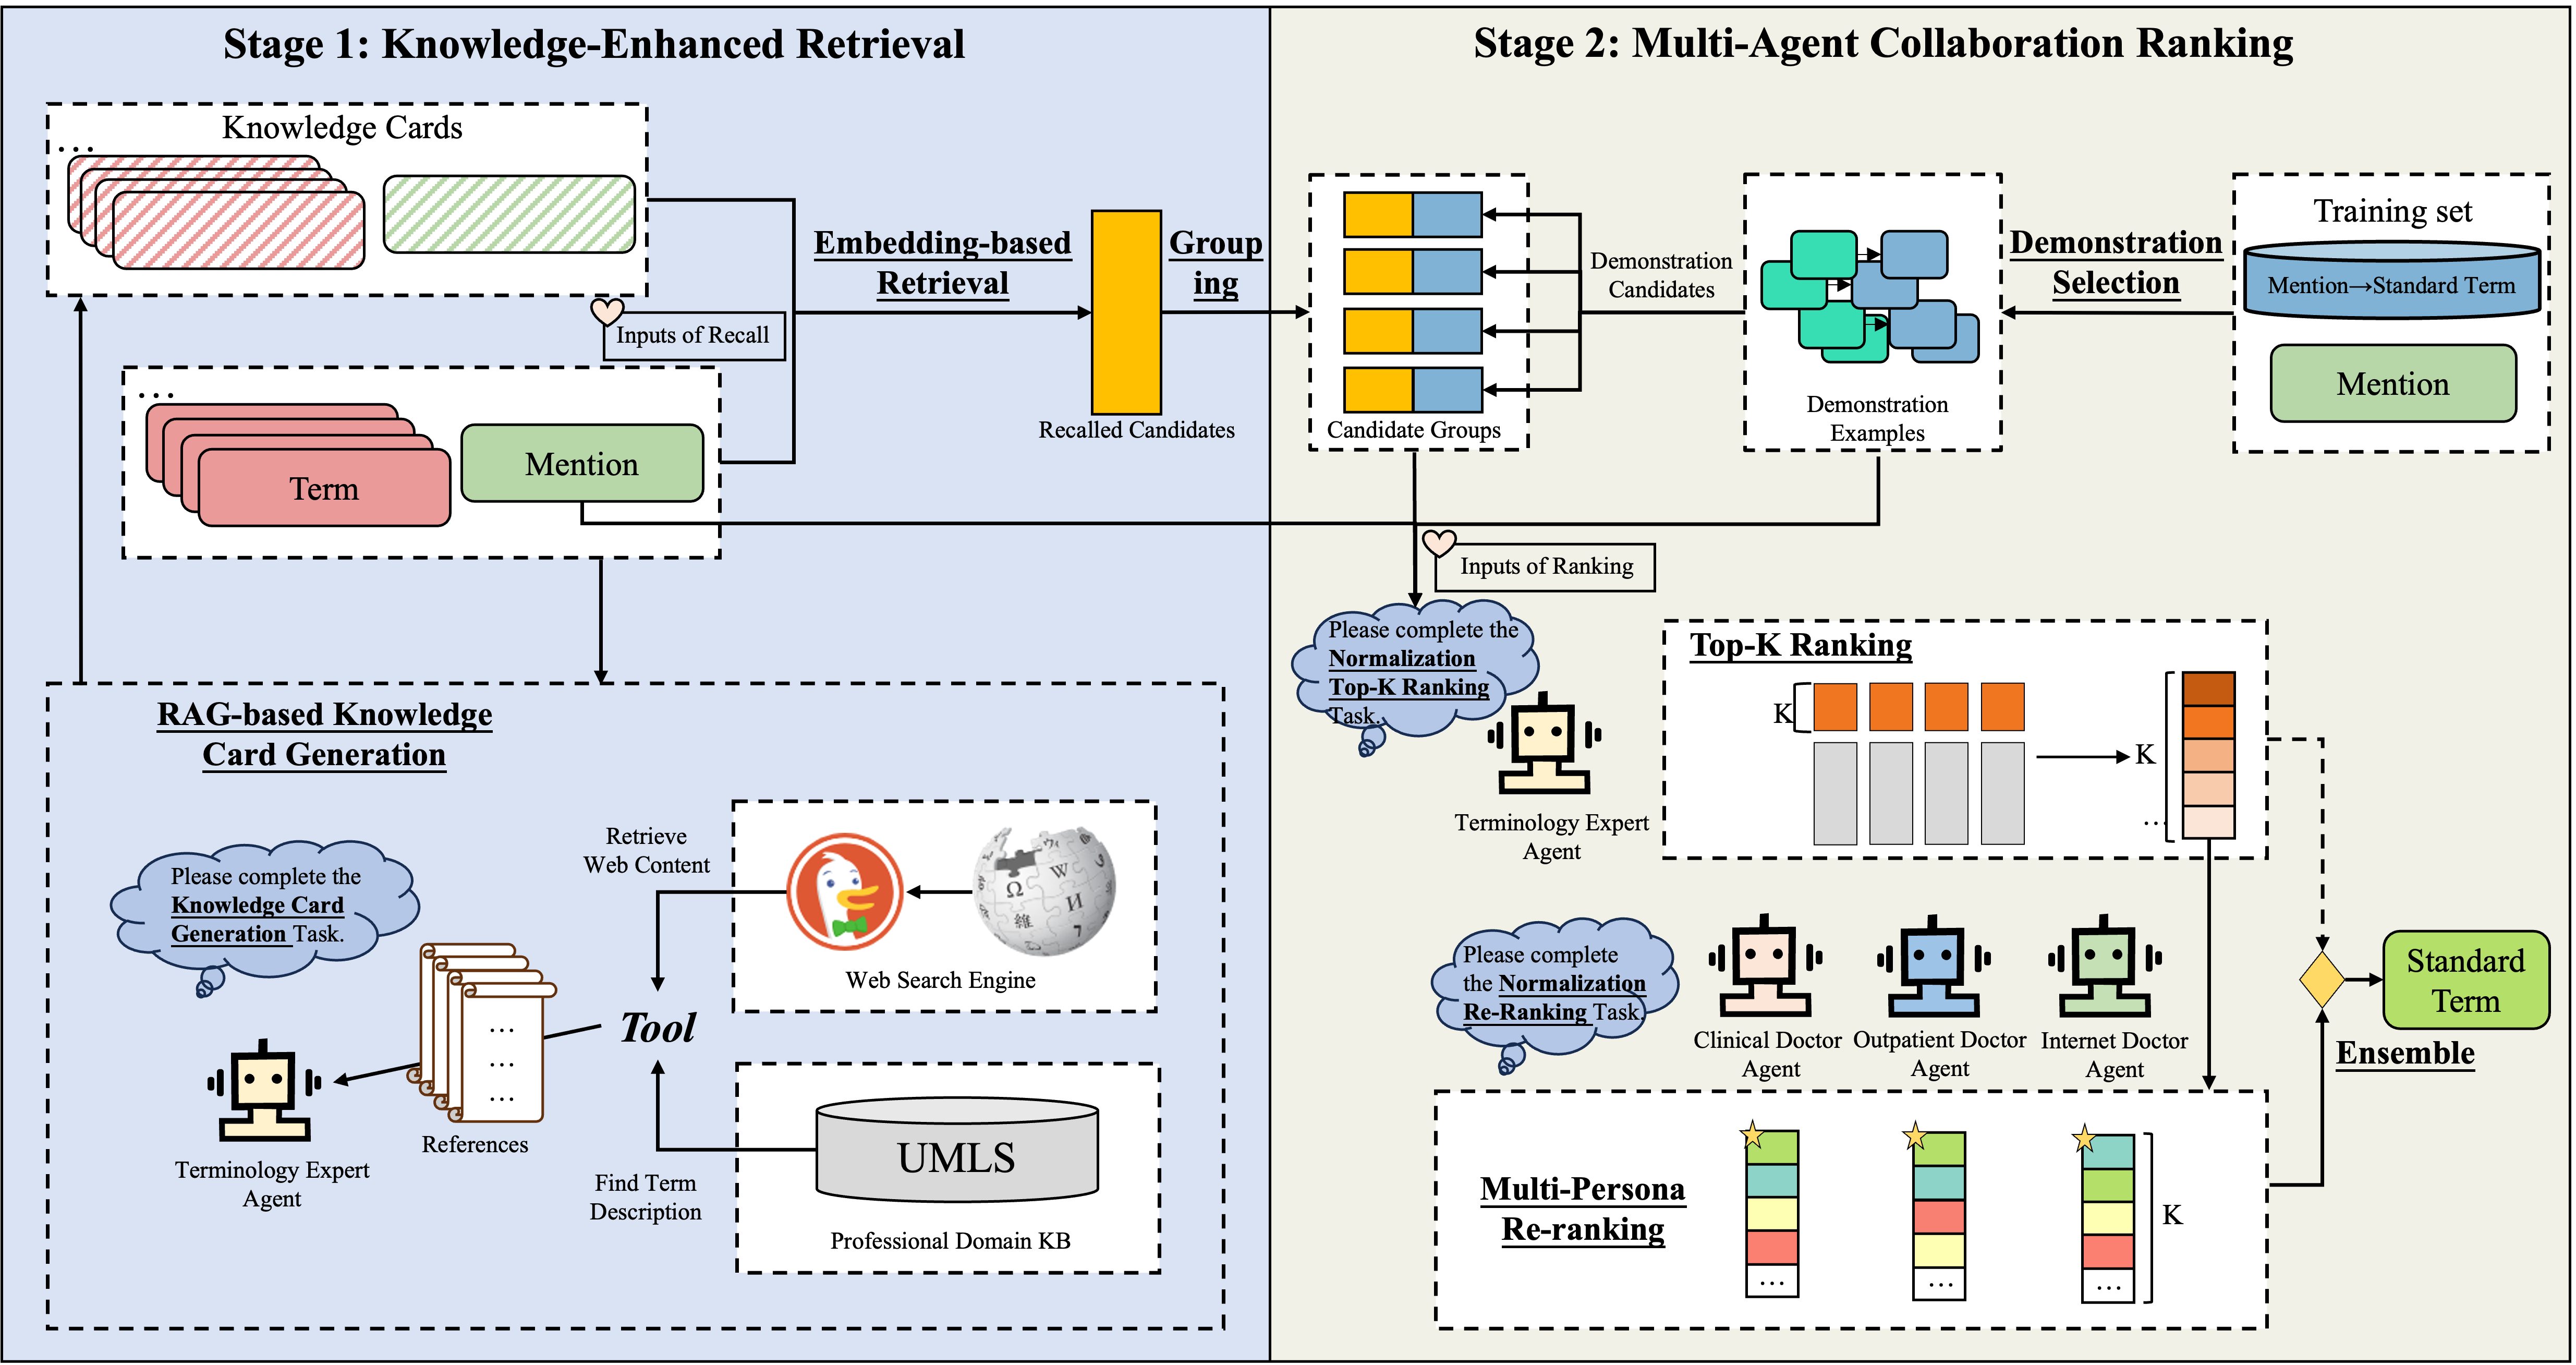 Stage 1: Knowledge-Enhanced Retrieval
Knowledge Cards
...
Inputs of Recall
...
Term
Mention
Embedding-based
Retrieval
Recalled Candidates
Group
ing
RAG-based Knowledge
Card Generation
Please complete the
Knowledge Card
Generation Task.
Terminology Expert
Agent
...
...
...
References
Tool
Retrieve
Web Content
Web Search Engine
Ω
W
И
維
Find Term
Description
UMLS
Professional Domain KB
Stage 2: Multi-Agent Collaboration Ranking
Candidate Groups
Demonstration
Candidates
Demonstration
Examples
Demonstration
Selection
Training set
Mention→Standard Term
Mention
Inputs of Ranking
Please complete the
Normalization
Top-K Ranking
Task.
Terminology Expert
Agent
Top-K Ranking
K
K
...
Please complete
the Normalization
Re-Ranking Task.
Clinical Doctor
Agent
Outpatient Doctor
Agent
Internet Doctor
Agent
Standard
Term
Ensemble
Multi-Persona
Re-ranking
...
...
...
K